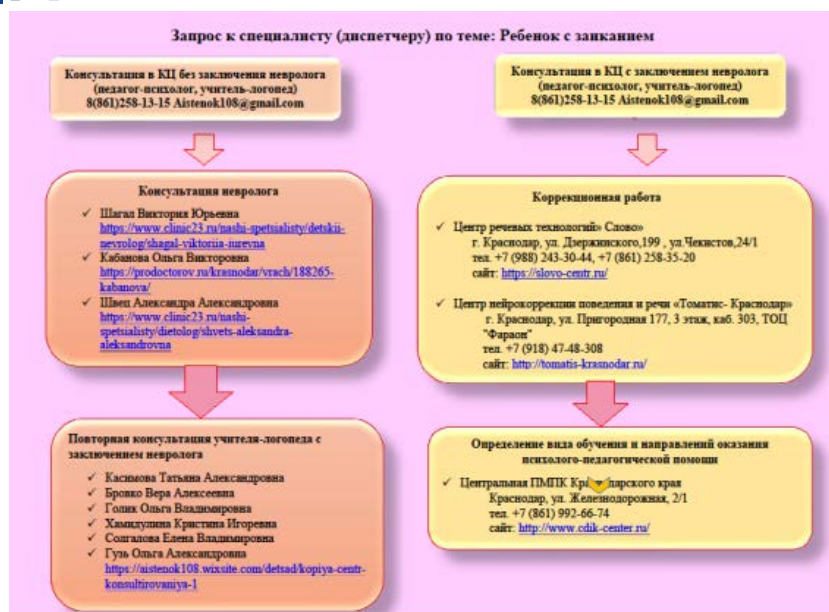 Запрос к специалисту (диспетчеру) по теме: Ребенок с заиканием
Консультация в КЦ без заключения невролога
(педагог-психолог, учитель-логопед)
8(861)258-13-15 Aistenok108@gmail.com
Консультация невролога
✓ Шагал Виктория Юрьевна
https://www.clinic23.ru/nashi-spetsialisty/detskii-
nevrolog/shagal-viktoriia-iurevna
✓ Кабанова Ольга Викторовна
https://prodoctorov.ru/krasnodar/vrach/188265-
kabanova/
✓ Швец Александра Александровна
https://www.clinic23.ru/nashi-
spetsialisty/dietolog/shvets-aleksandra-
aleksandrovna
Повторная консультация учителя-логопеда с
заключением невролога
✓ Касимова Татьяна Александровна
✓ Бровко Вера Алексеевна
✓ Голик Ольга Владимировна
✓ Хамидулина Кристина Игоревна
✓ Солгалова Елена Владимировна
✓ Гузь Ольга Александровна
https://aistenok108.wixsite.com/detsad/kopiya-centr-
konsultirovaniya-1
Консультация в КЦ с заключением невролога
(педагог-психолог, учитель-логопед)
8(861)258-13-15 Aistenok108@gmail.com
Коррекционная работа
✓ Центр речевых технологий» Слово»
г. Краснодар, ул. Дзержинского,199 , ул.Чекистов,24/1
тел. +7 (988) 243-30-44, +7 (861) 258-35-20
сайт: https://slovo-centr.ru/
✓ Центр нейрокоррекции поведения и речи «Томатис- Краснодар»
г. Краснодар, ул. Пригородная 177, 3 этаж, каб. 303, ТОЦ
"Фараон"
тел. +7 (918) 47-48-308
сайт: http://tomatis-krasnodar.ru/
Определение вида обучения и направлений оказания
психолого-педагогической помощи
✓ Центральная ПМПК Краснодарского края
Краснодар, ул. Железнодорожная, 2/1
тел. +7 (861) 992-66-74
сайт: http://www.cdik-center.ru/